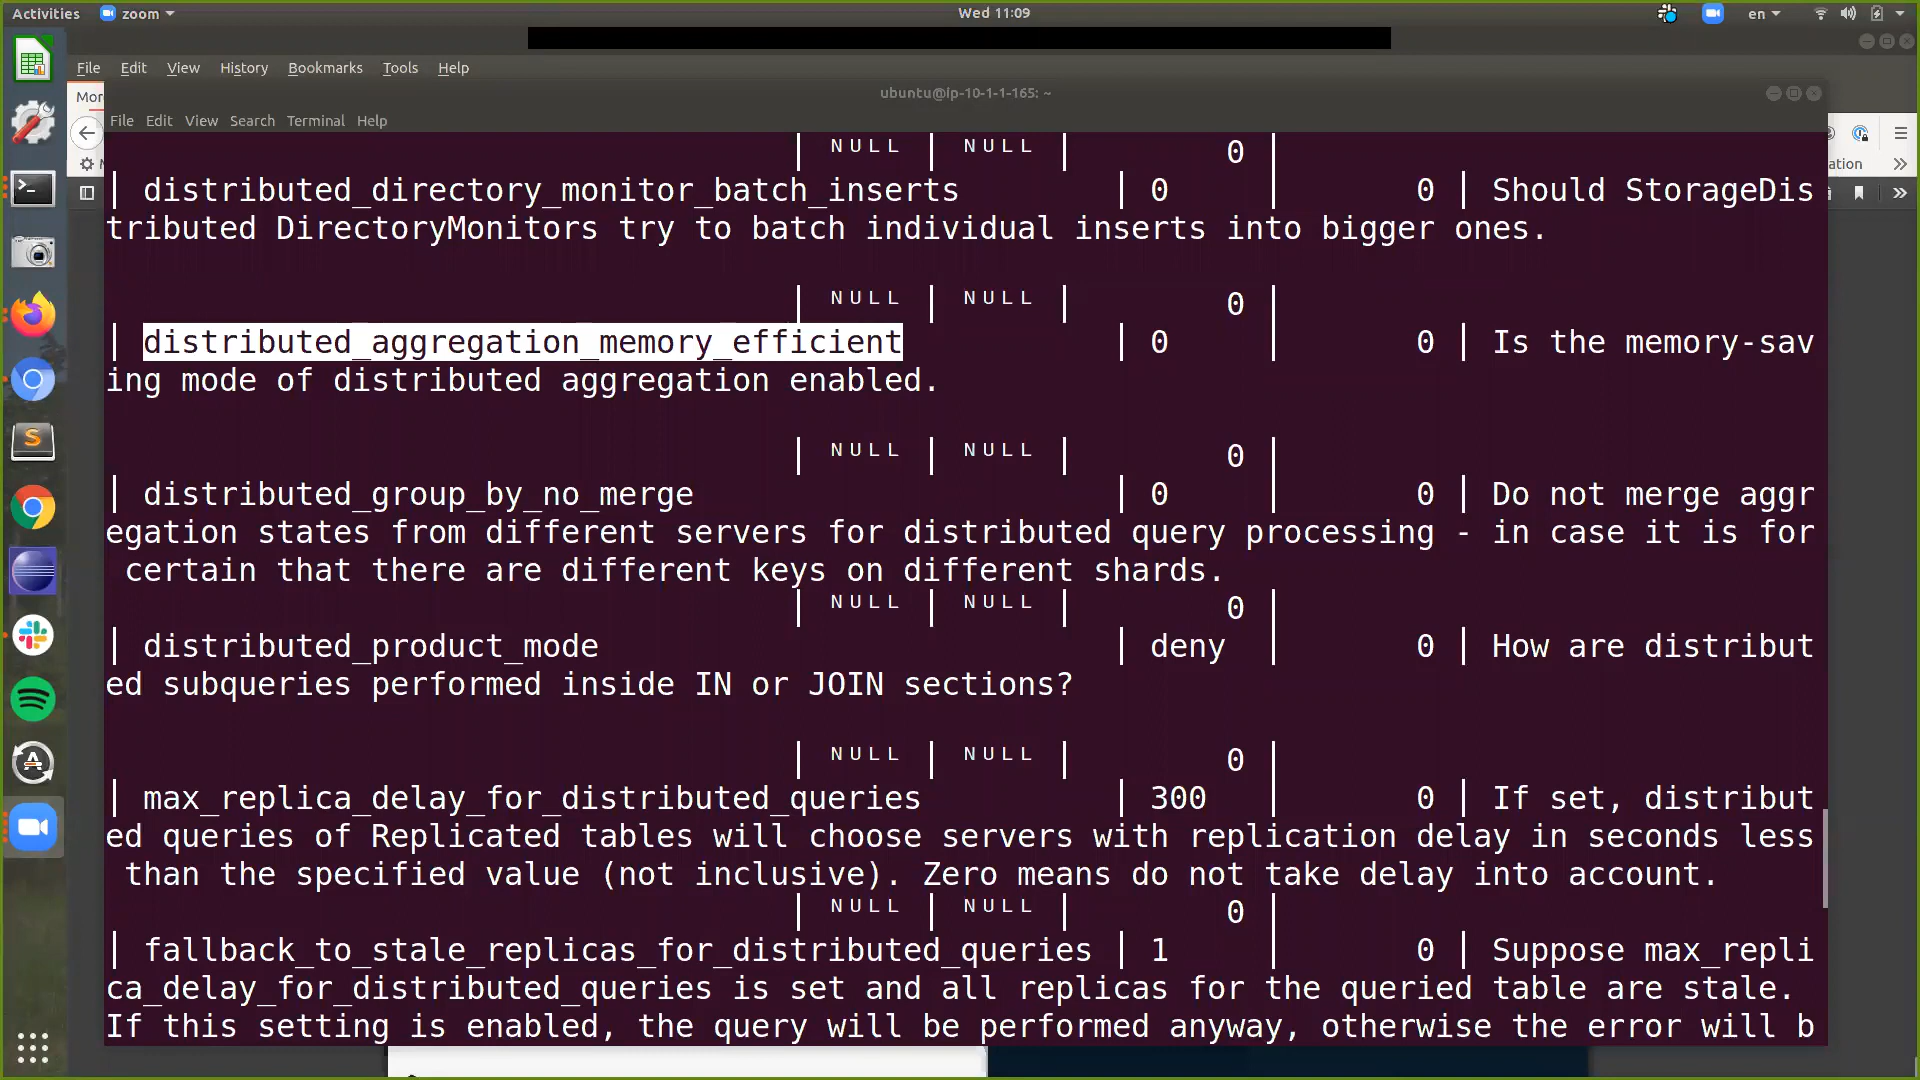 Activities zoom Wed 11:09 en
File Edit View History Bookmarks Tools Help
ubuntu@ip-10-1-1-165: ~
Mor
File Edit View Search Terminal Help
ation
| NULL | NULL | 0 |
| distributed_directory_monitor_batch_inserts | 0 | 0 | Should StorageDis
tributed DirectoryMonitors try to batch individual inserts into bigger ones.
| NULL | NULL | 0 |
| distributed_aggregation_memory_efficient | 0 | 0 | Is the memory-sav
ing mode of distributed aggregation enabled.
| NULL | NULL | 0 |
| distributed_group_by_no_merge | 0 | 0 | Do not merge aggr
egation states from different servers for distributed query processing - in case it is for
certain that there are different keys on different shards.
| NULL | NULL | 0 |
| distributed_product_mode | deny | 0 | How are distribut
ed subqueries performed inside IN or JOIN sections?
| NULL | NULL | 0 |
| max_replica_delay_for_distributed_queries | 300 | 0 | If set, distribut
ed queries of Replicated tables will choose servers with replication delay in seconds less
than the specified value (not inclusive). Zero means do not take delay into account.
| NULL | NULL | 0 |
| fallback_to_stale_replicas_for_distributed_queries | 1 | 0 | Suppose max_repli
ca_delay_for_distributed_queries is set and all replicas for the queried table are stale.
If this setting is enabled, the query will be performed anyway, otherwise the error will b